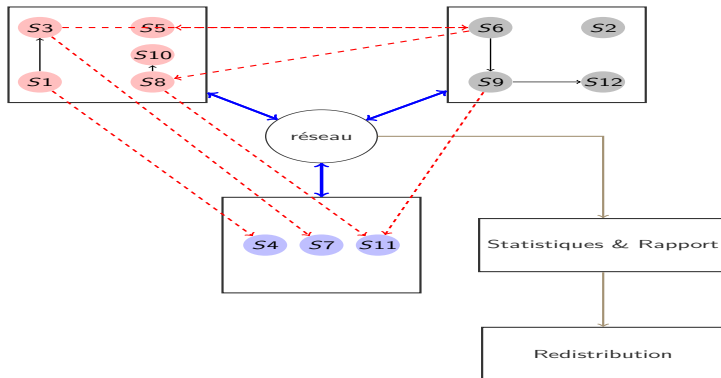 S3 S5 S6 S2
S10
S1 S8 S9 S12
réseau
S4 S7 S11
Statistiques & Rapport
Redistribution